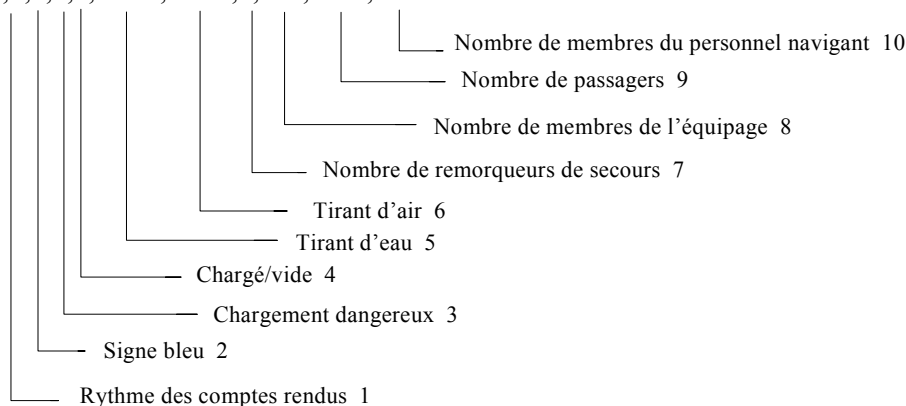 Nombre de membres du personnel navigant 10
Nombre de passagers 9
Nombre de membres de l'équipage 8
Nombre de remorqueurs de secours 7
Tirant d'air 6
Tirant d'eau 5
Chargé/vide 4
Chargement dangereux 3
Signe bleu 2
Rythme des comptes rendus 1